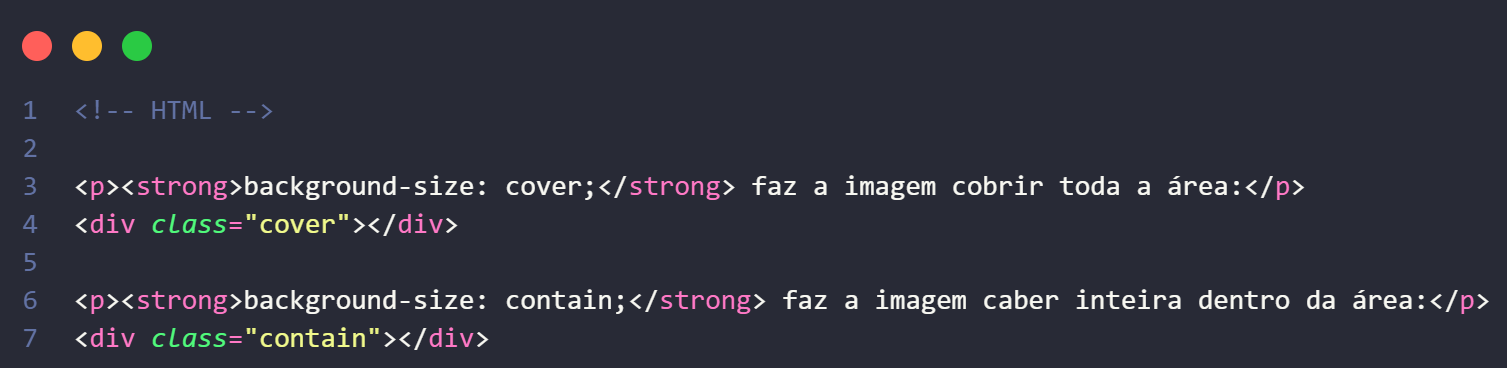 1 <!-- HTML -->
2
3 <p><strong>background-size: cover;</strong> faz a imagem cobrir toda a área:</p>
4 <div class="cover"></div>
5
6 <p><strong>background-size: contain;</strong> faz a imagem caber inteira dentro da área:</p>
7 <div class="contain"></div>